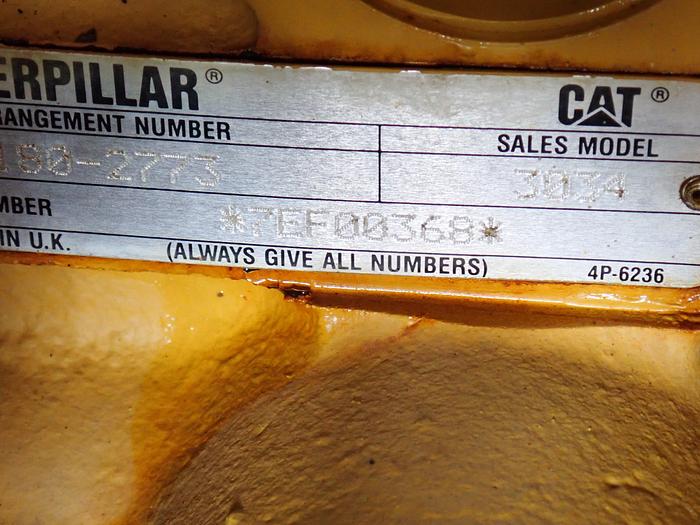 ERPILLAR®
CAT®
RANGEMENT NUMBER
SALES MODEL
180-2773
3034
MBER
*7EF00368*
IN U.K.
(ALWAYS GIVE ALL NUMBERS)
4P-6236